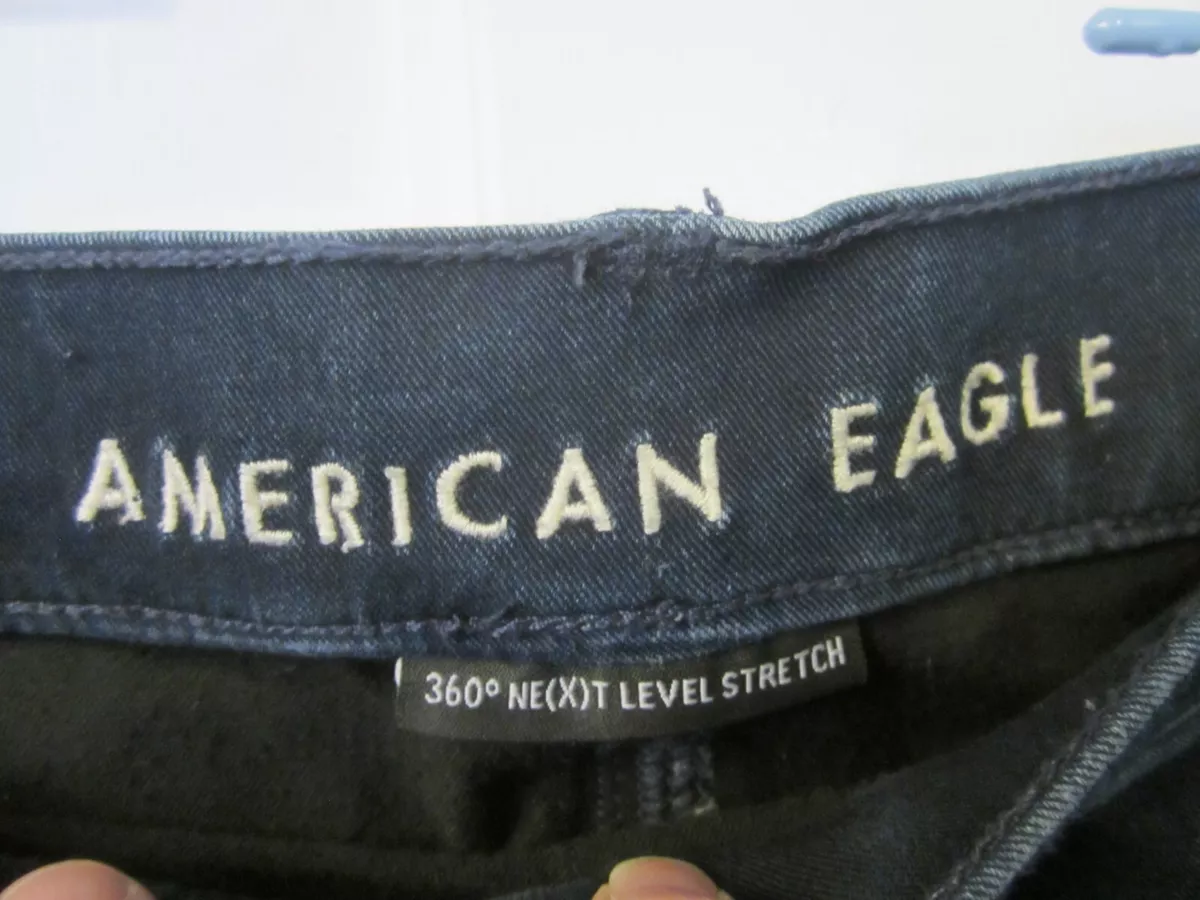 AMERICAN EAGLE
360° NE(X)T LEVEL STRETCH